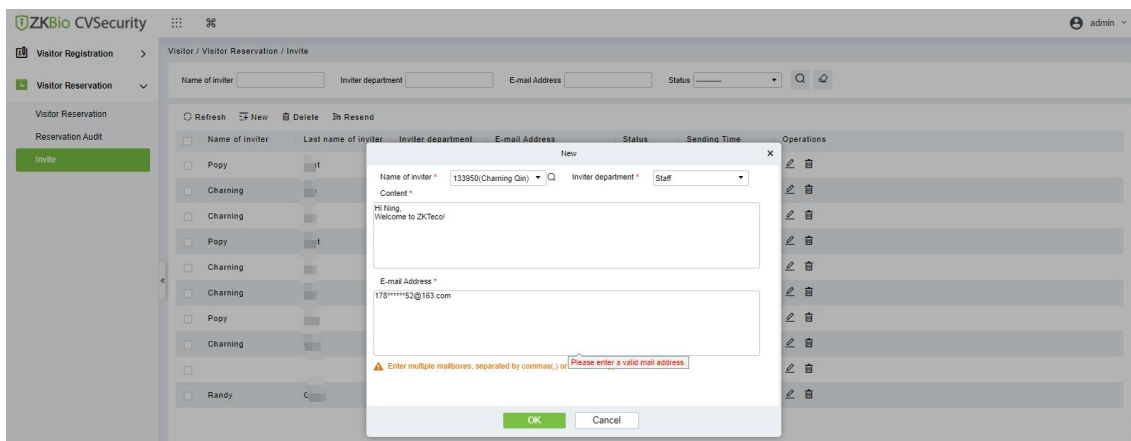 ZKBio CVSecurity
admin
Visitor Registration
Visitor Reservation
Visitor Reservation
Reservation Audit
Invite
Visitor / Visitor Reservation / Invite
Name of inviter Inviter department E-mail Address Status ----------
Refresh New Delete Resend
Name of inviter Last name of inviter Inviter department E-mail Address Status Sending Time Operations
Popy
Charning
Charning
Popy
Charning
Charning
Popy
Charning
Randy
New
Name of inviter * 133950(Charning Qin) Inviter department * Staff
Content *
Hi Ning,
Welcome to ZKTeco!
E-mail Address *
178******52@163.com
Please enter a valid mail address.
Enter multiple mailboxes, separated by commas(,) or
OK Cancel